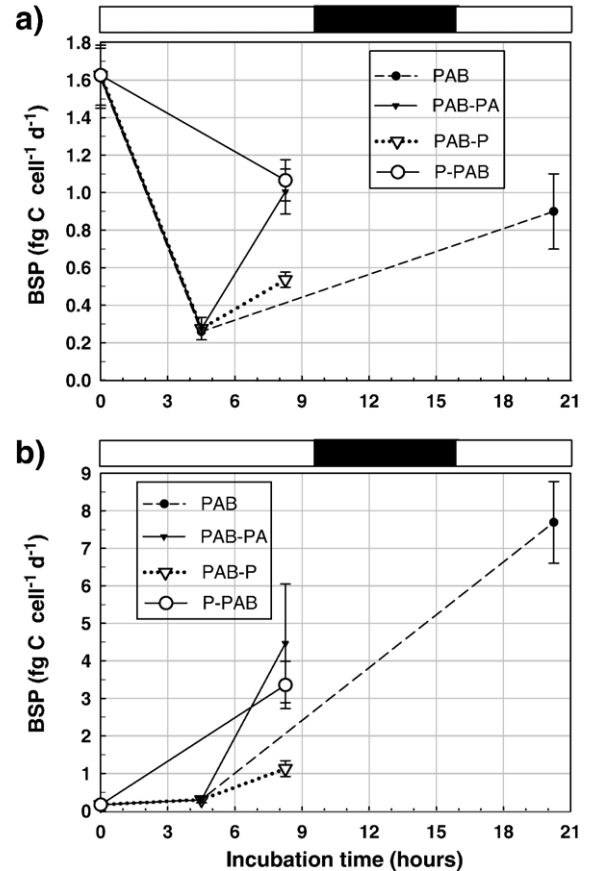 a)
BSP (fg C cell⁻¹ d⁻¹)
1.8
1.6
1.4
1.2
1.0
0.8
0.6
0.4
0.2
0.0
PAB
PAB-PA
PAB-P
P-PAB
0 3 6 9 12 15 18 21
b)
BSP (fg C cell⁻¹ d⁻¹)
9
8
7
6
5
4
3
2
1
0
PAB
PAB-PA
PAB-P
P-PAB
0 3 6 9 12 15 18 21
Incubation time (hours)